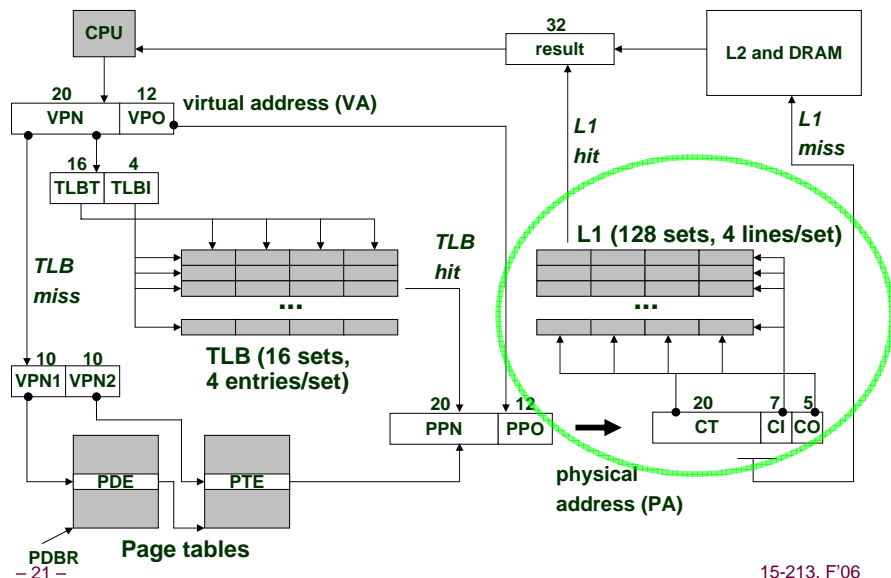 CPU
32
result
L2 and DRAM
20 12
VPN VPO
virtual address (VA)
L1
hit
L1
miss
16 4
TLBT TLBI
TLB
miss
TLB
hit
L1 (128 sets, 4 lines/set)
...
...
TLB (16 sets,
4 entries/set)
10 10
VPN1 VPN2
20 12
PPN PPO
20 7 5
CT CI CO
physical
address (PA)
PDE
PTE
PDBR
Page tables
– 21 –
15-213, F'06